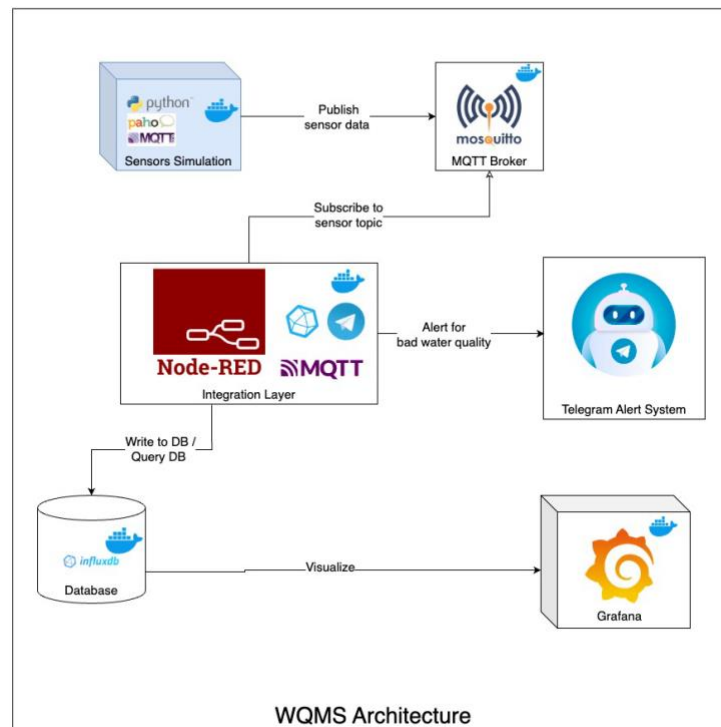 python
paho
MQTT
Sensors Simulation
Publish
sensor data
mosquitto
MQTT Broker
Subscribe to
sensor topic
Node-RED
MQTT
Integration Layer
Alert for
bad water quality
Telegram Alert System
Write to DB /
Query DB
influxdb
Database
Visualize
Grafana
WQMS Architecture